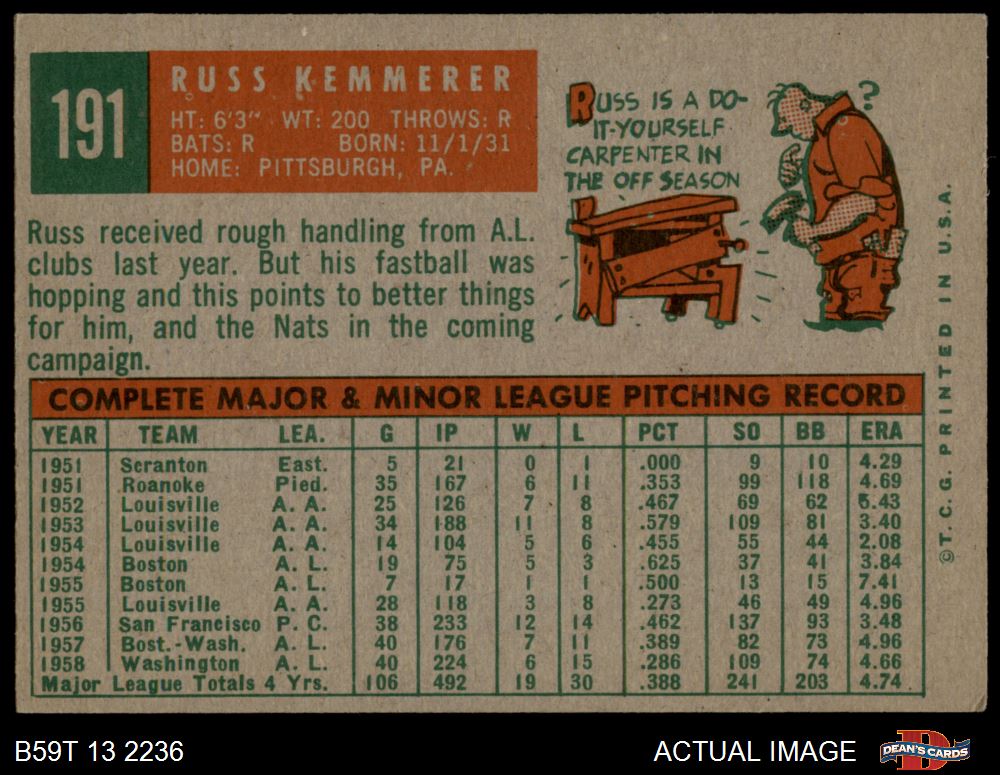 191
RUSS KEMMERER
HT: 6'3" WT: 200 THROWS: R
BATS: R BORN: 11/1/31
HOME: PITTSBURGH, PA.
RUSS IS A DO-
IT-YOURSELF
CARPENTER IN
THE OFF SEASON
?
Russ received rough handling from A.L.
clubs last year. But his fastball was
hopping and this points to better things
for him, and the Nats in the coming
campaign.
COMPLETE MAJOR & MINOR LEAGUE PITCHING RECORD
YEAR TEAM LEA. G IP W L PCT SO BB ERA
1951 Scranton East. 5 21 0 1 .000 9 10 4.29
1951 Roanoke Pied. 35 167 6 11 .353 99 118 4.69
1952 Louisville A. A. 25 126 7 8 .467 69 62 5.43
1953 Louisville A. A. 34 188 11 8 .579 109 81 3.40
1954 Louisville A. A. 14 104 5 6 .455 55 44 2.08
1954 Boston A. L. 19 75 5 3 .625 37 41 3.84
1955 Boston A. L. 7 17 1 1 .500 13 15 7.41
1955 Louisville A. A. 28 118 3 8 .273 46 49 4.96
1956 San Francisco P. C. 38 233 12 14 .462 137 93 3.48
1957 Bost.-Wash. A. L. 40 176 7 11 .389 82 73 4.96
1958 Washington A. L. 40 224 6 15 .286 109 74 4.66
Major League Totals 4 Yrs. 106 492 19 30 .388 241 203 4.74
© T. C. G. PRINTED IN U.S.A.
B59T 13 2236
ACTUAL IMAGE
D
DEAN'S CARDS